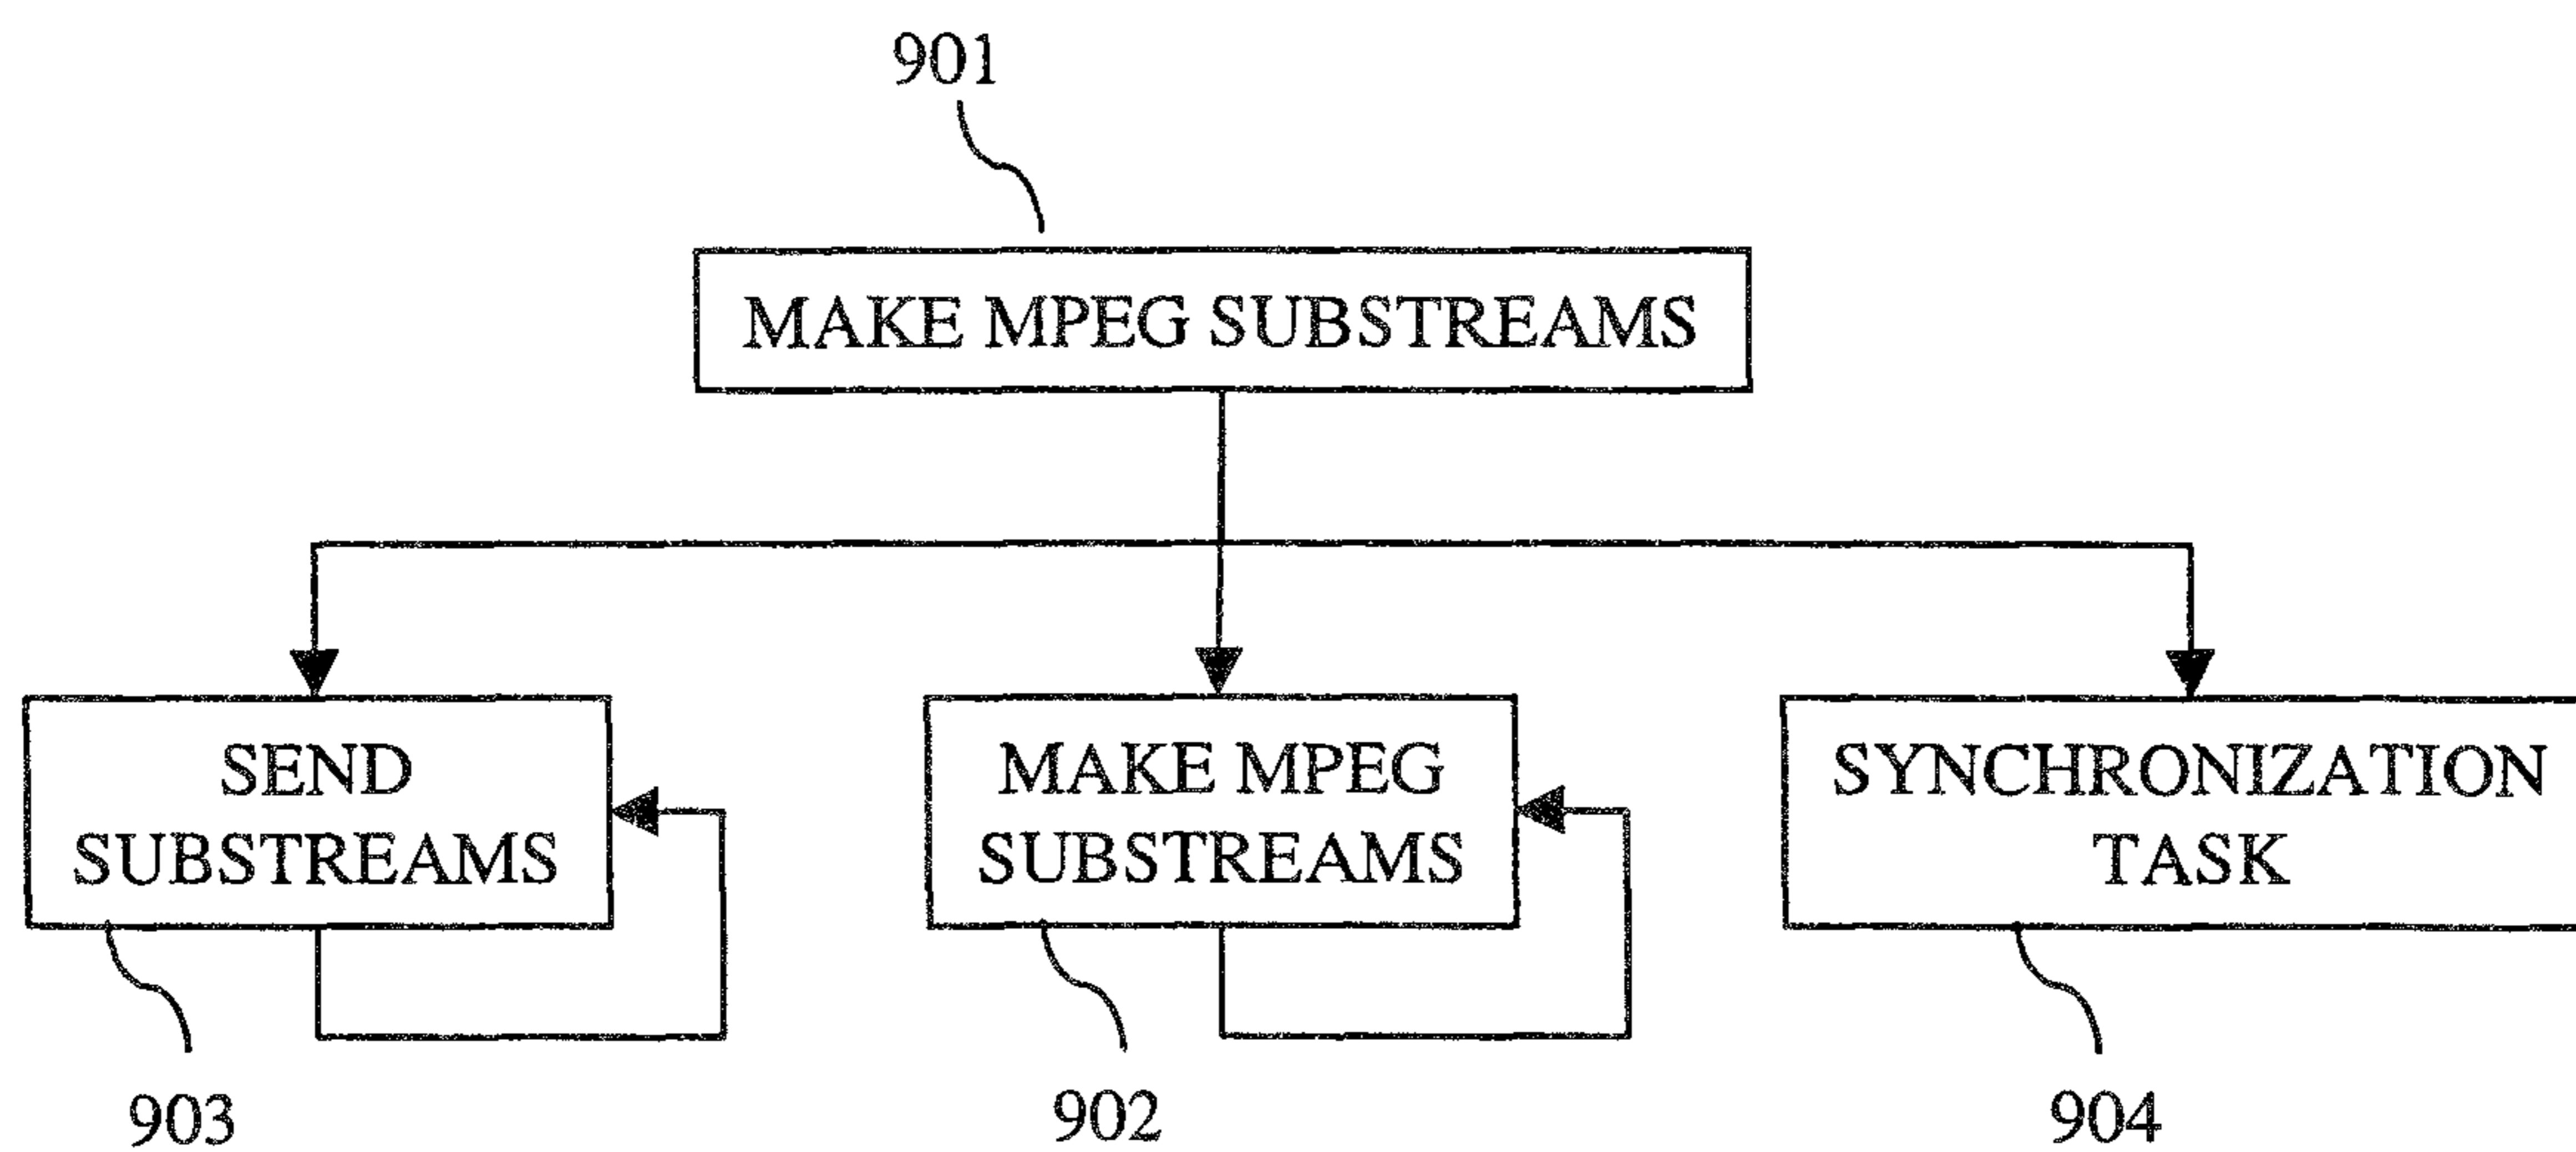 901
MAKE MPEG SUBSTREAMS
SEND
SUBSTREAMS
MAKE MPEG
SUBSTREAMS
SYNCHRONIZATION
TASK
903
902
904